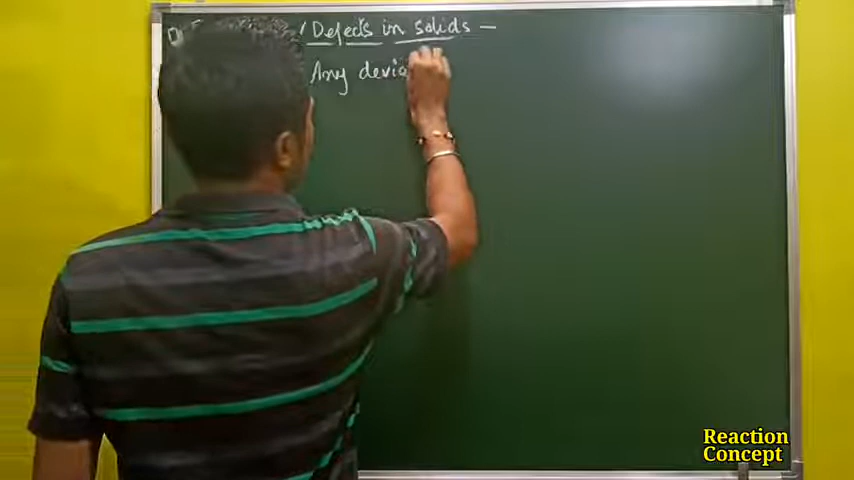 Defects in solids —
Any devia
Reaction
Concept